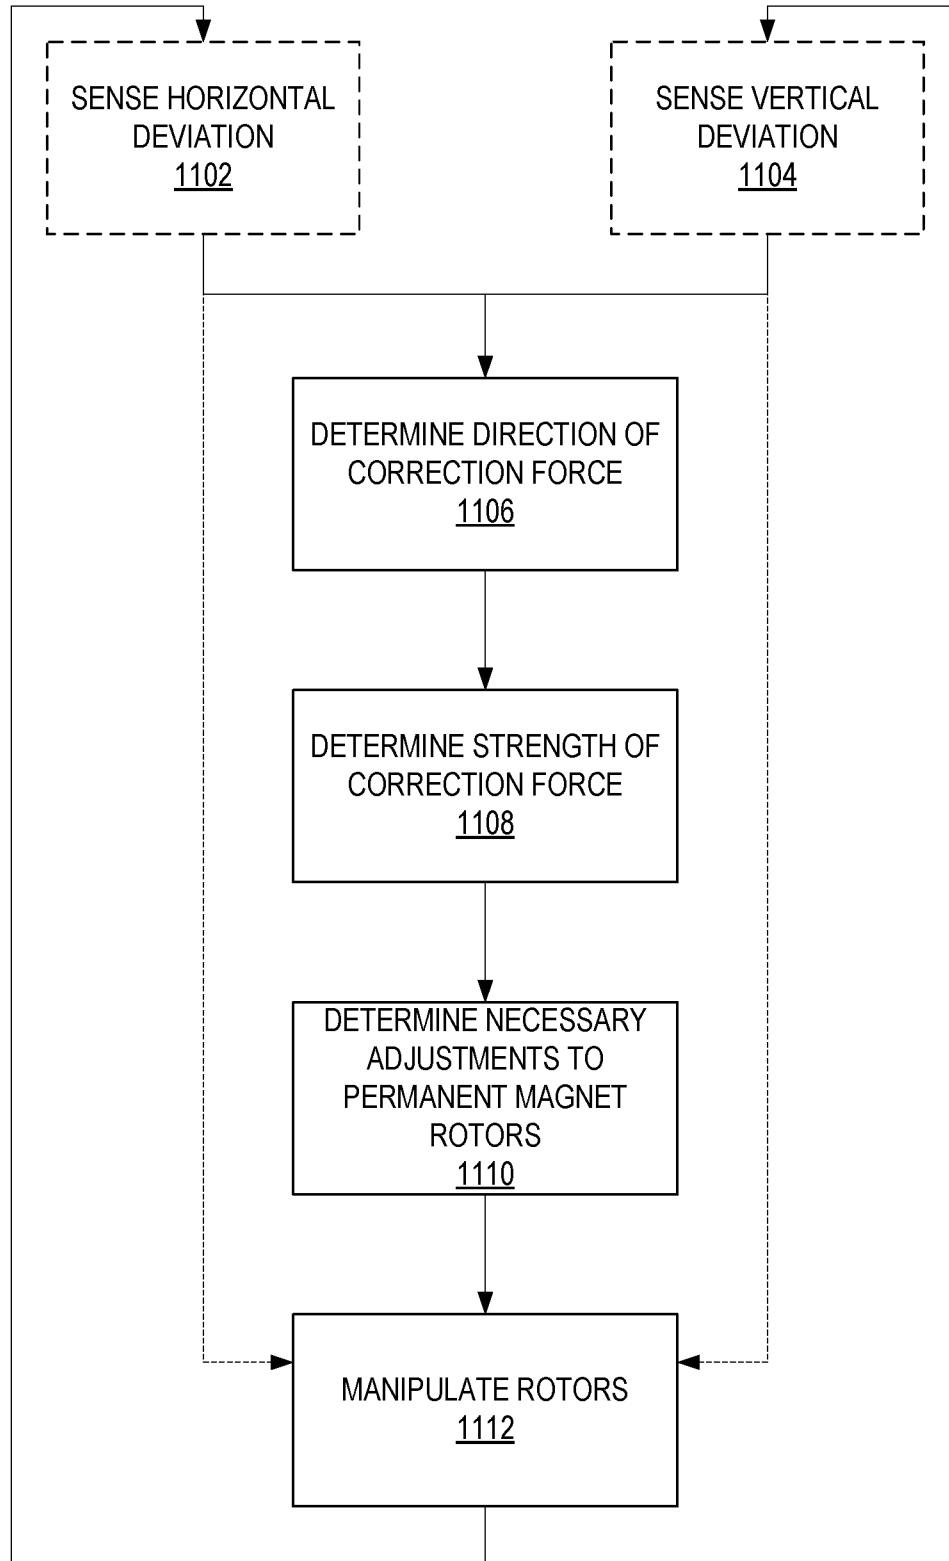 SENSE HORIZONTAL
DEVIATION
1102
SENSE VERTICAL
DEVIATION
1104
DETERMINE DIRECTION OF
CORRECTION FORCE
1106
DETERMINE STRENGTH OF
CORRECTION FORCE
1108
DETERMINE NECESSARY
ADJUSTMENTS TO
PERMANENT MAGNET
ROTORS
1110
MANIPULATE ROTORS
1112